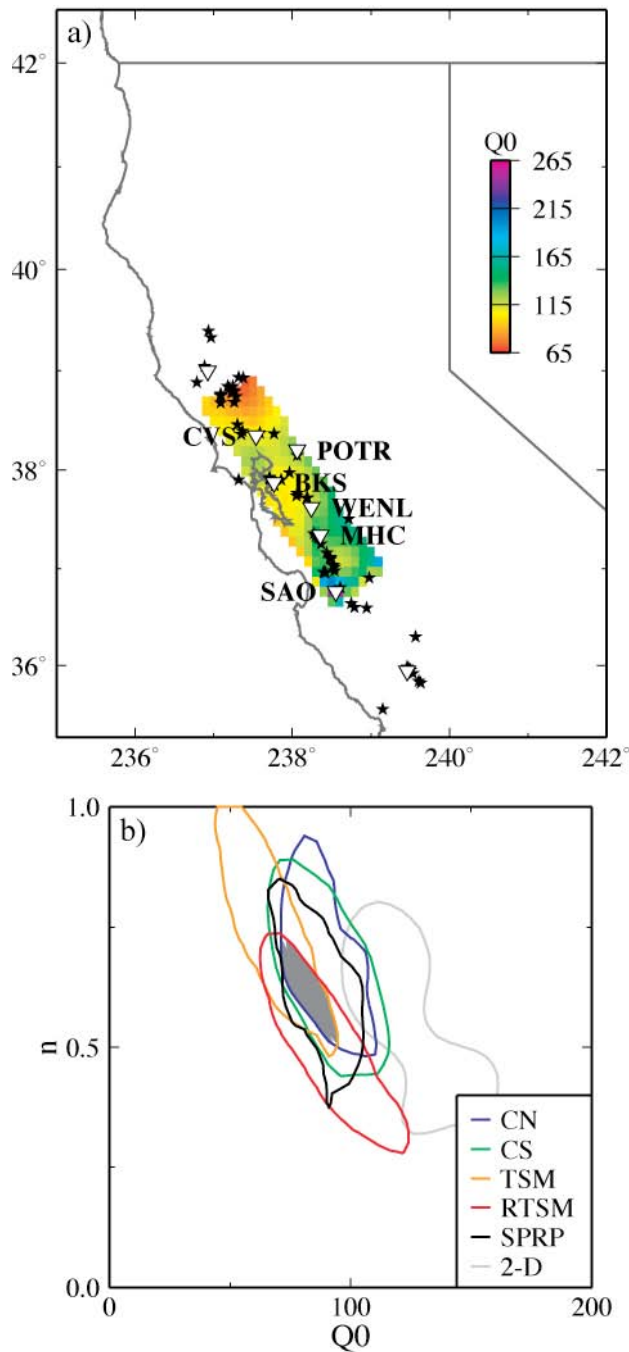 a)
42°
40°
38°
36°
236° 238° 240° 242°
Q0
265
215
165
115
65
CVS
POTR
BKS
WENL
MHC
SAO
b)
1.0
0.5
0.0
n
0 100 200
Q0
CN
CS
TSM
RTSM
SPRP
2-D